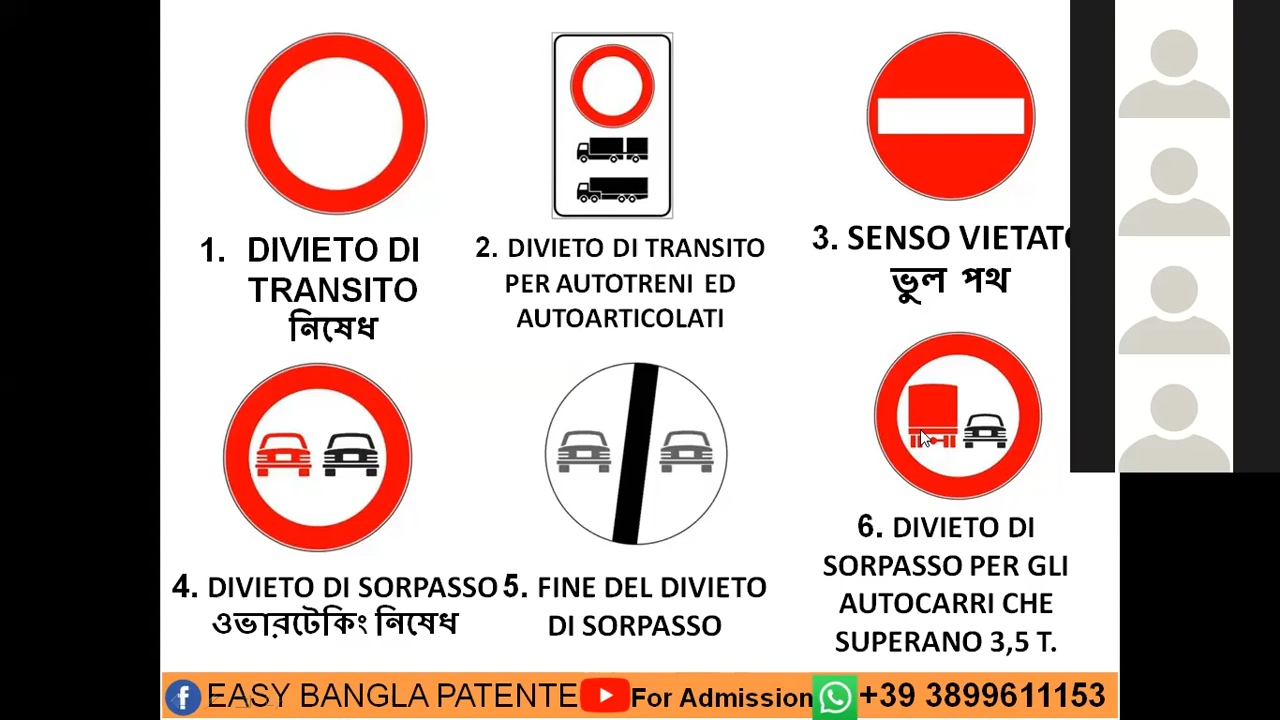 1. DIVIETO DI
TRANSITO
নিষেধ
2. DIVIETO DI TRANSITO
PER AUTOTRENI ED
AUTOARTICOLATI
3. SENSO VIETATO
ভুল পথ
4. DIVIETO DI SORPASSO
ওভারটেকিং নিষেধ
5. FINE DEL DIVIETO
DI SORPASSO
6. DIVIETO DI
SORPASSO PER GLI
AUTOCARRI CHE
SUPERANO 3,5 T.
EASY BANGLA PATENTE For Admission +39 3899611153